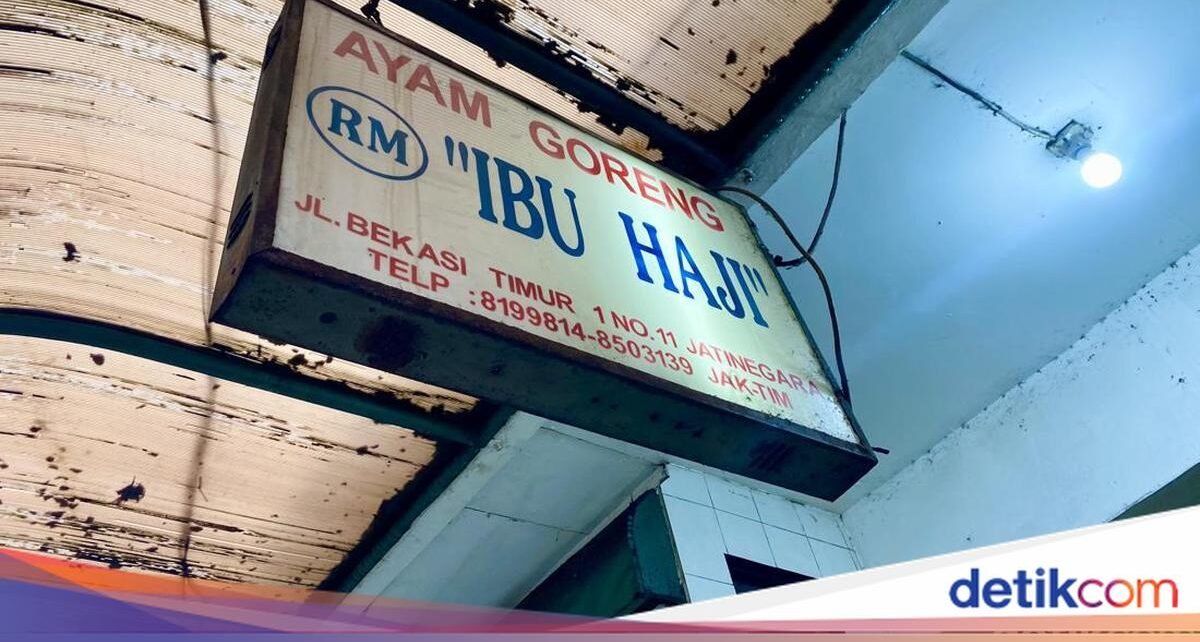 AYAM GORENG
RM "IBU HAJI"
JL. BEKASI TIMUR 1 NO.11 JATINEGARA
TELP :8199814-8503139 JAK-TIM
detikcom